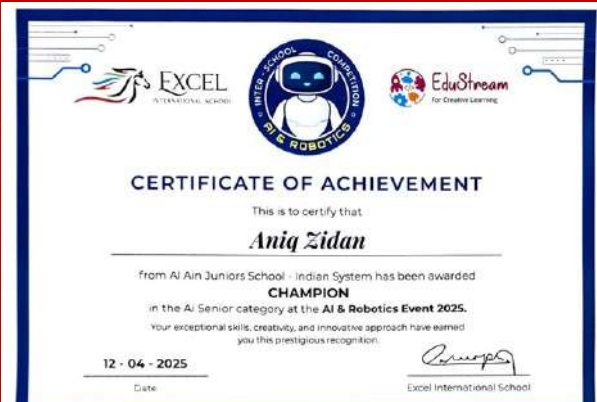 EXCEL
INTERNATIONAL SCHOOL
INTER - SCHOOL COMPETITION
AI & ROBOTICS
EduStream
For Creative Learning
CERTIFICATE OF ACHIEVEMENT
This is to certify that
Aniq Zidan
from Al Ain Juniors School - Indian System has been awarded
CHAMPION
in the AI Senior category at the AI & Robotics Event 2025.
Your exceptional skills, creativity, and innovative approach have earned
you this prestigious recognition.
12 - 04 - 2025
Date
Excel International School